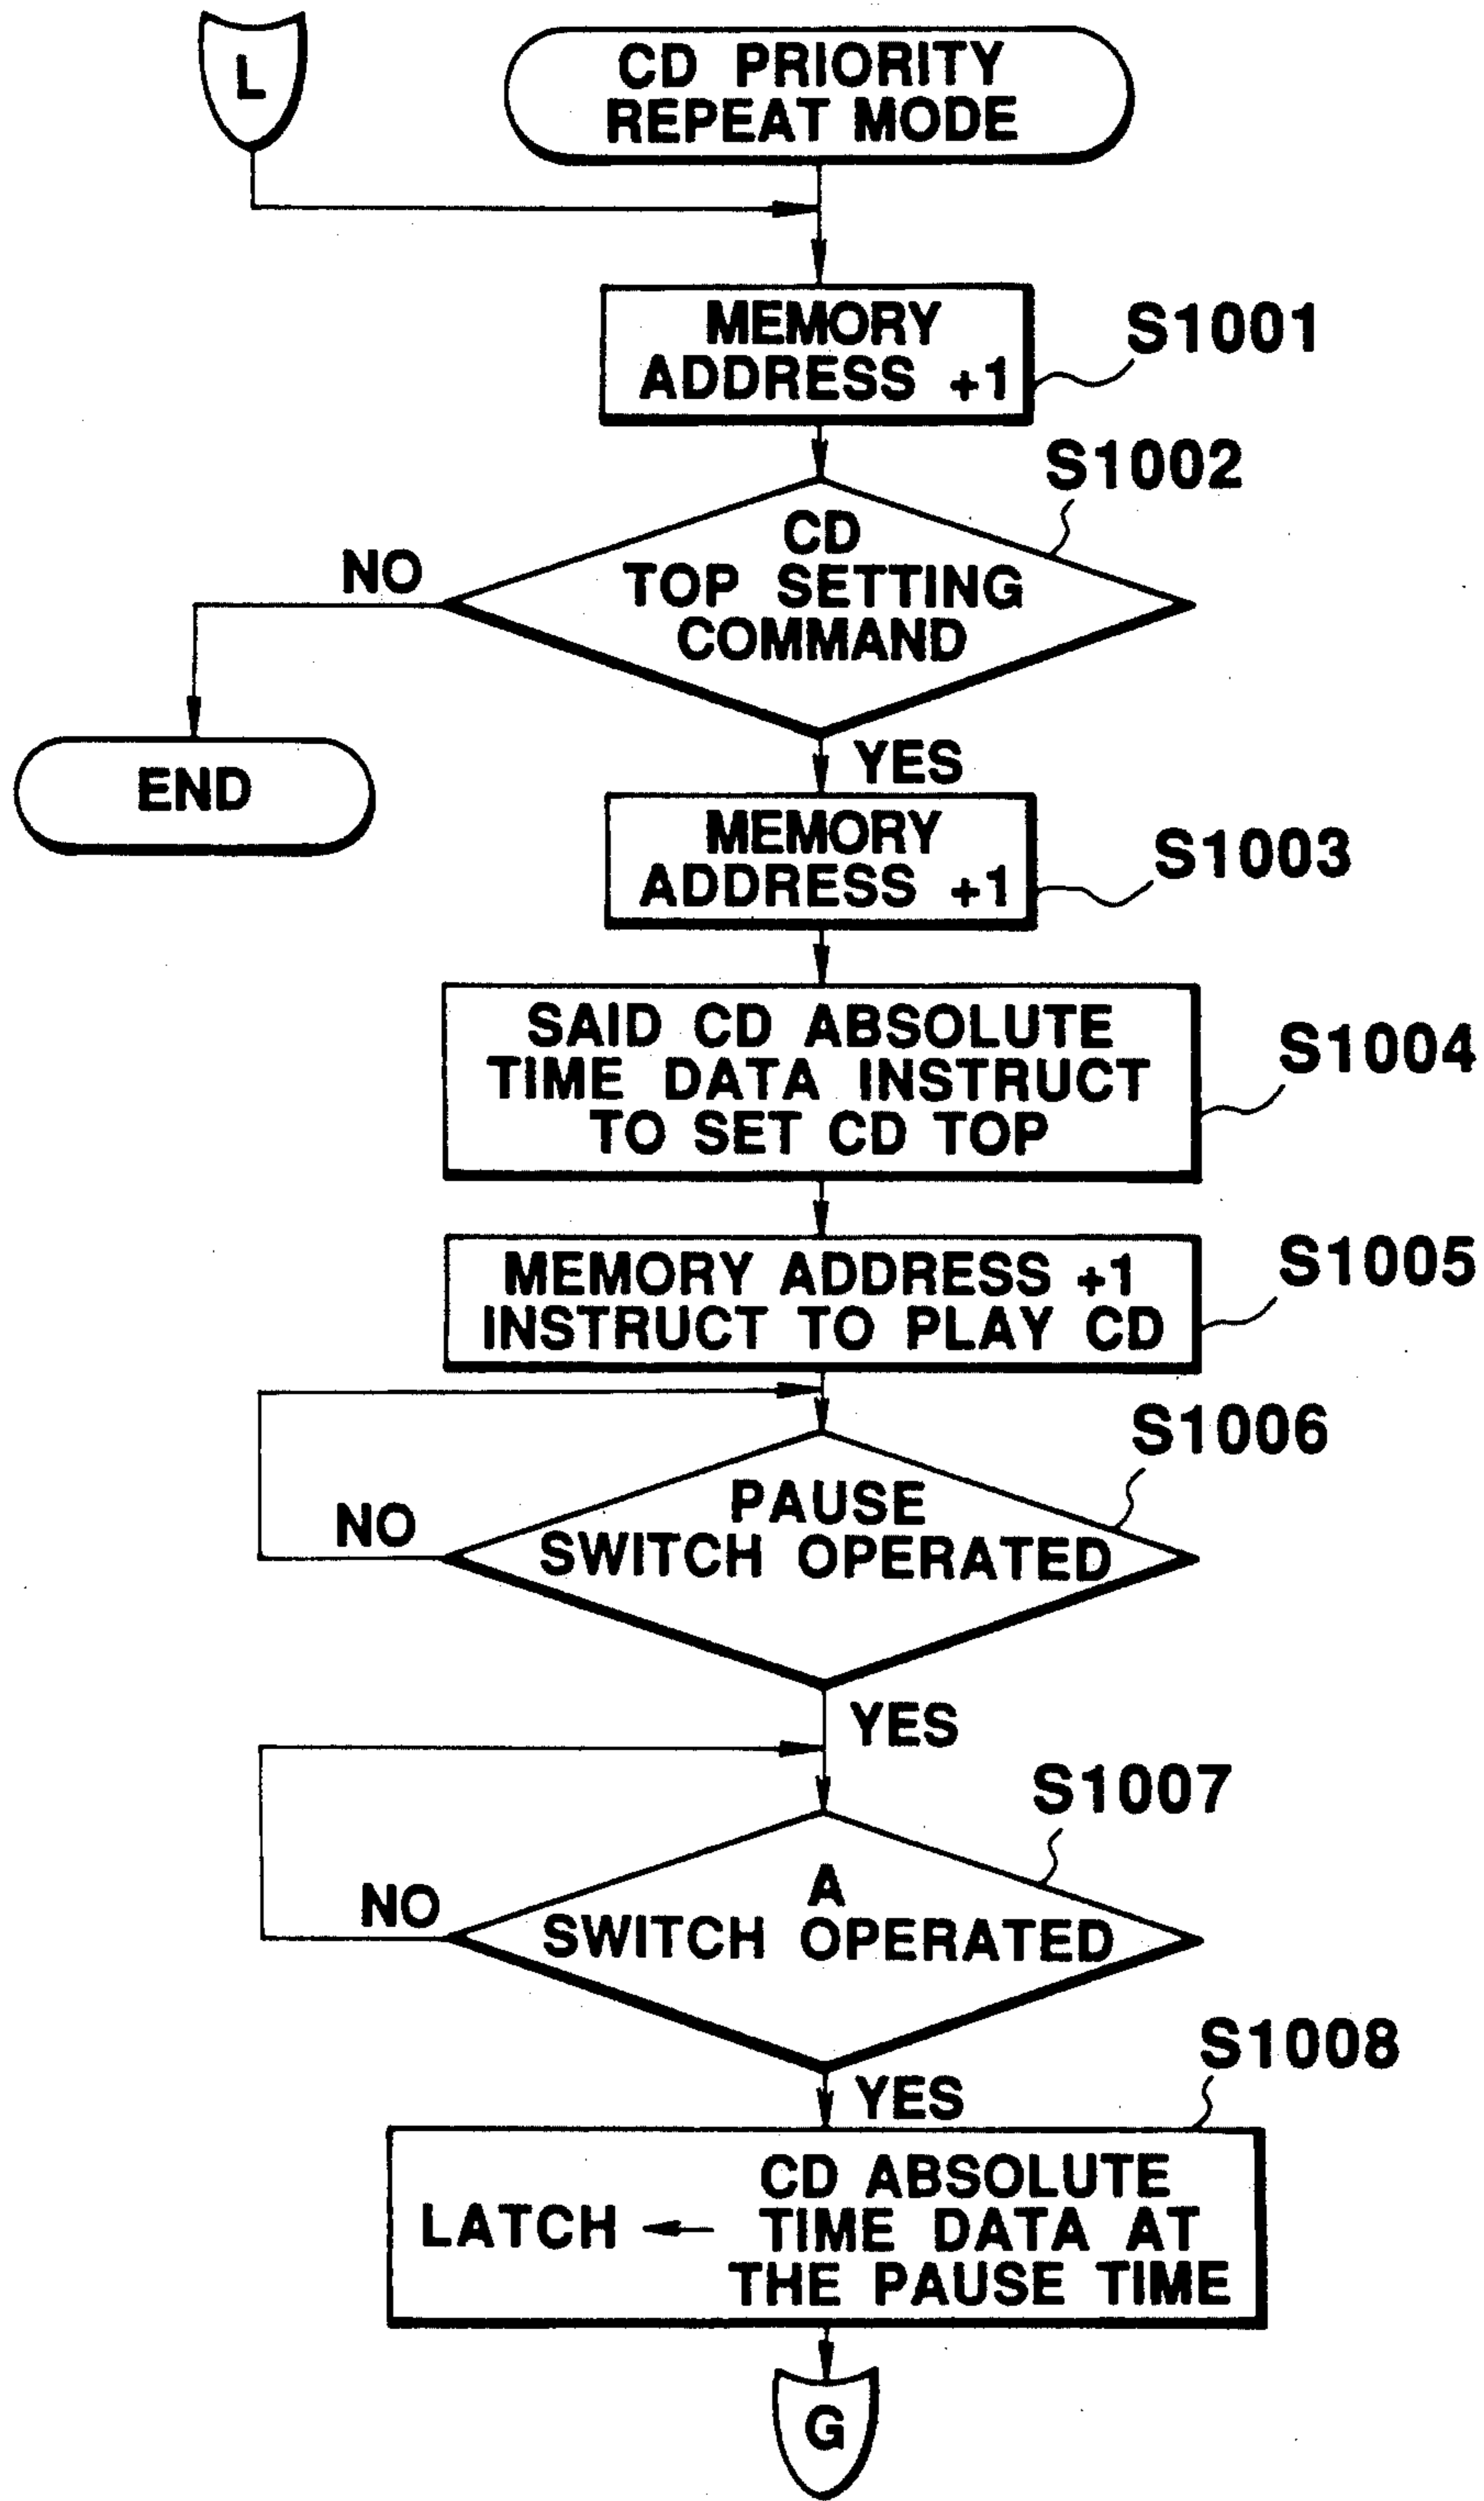 L
CD PRIORITY
REPEAT MODE
MEMORY
ADDRESS +1
S1001
S1002
CD
TOP SETTING
COMMAND
NO
END
YES
MEMORY
ADDRESS +1
S1003
SAID CD ABSOLUTE
TIME DATA INSTRUCT
TO SET CD TOP
S1004
MEMORY ADDRESS +1
INSTRUCT TO PLAY CD
S1005
S1006
PAUSE
SWITCH OPERATED
NO
YES
S1007
A
SWITCH OPERATED
NO
YES
S1008
CD ABSOLUTE
LATCH ← TIME DATA AT
THE PAUSE TIME
G